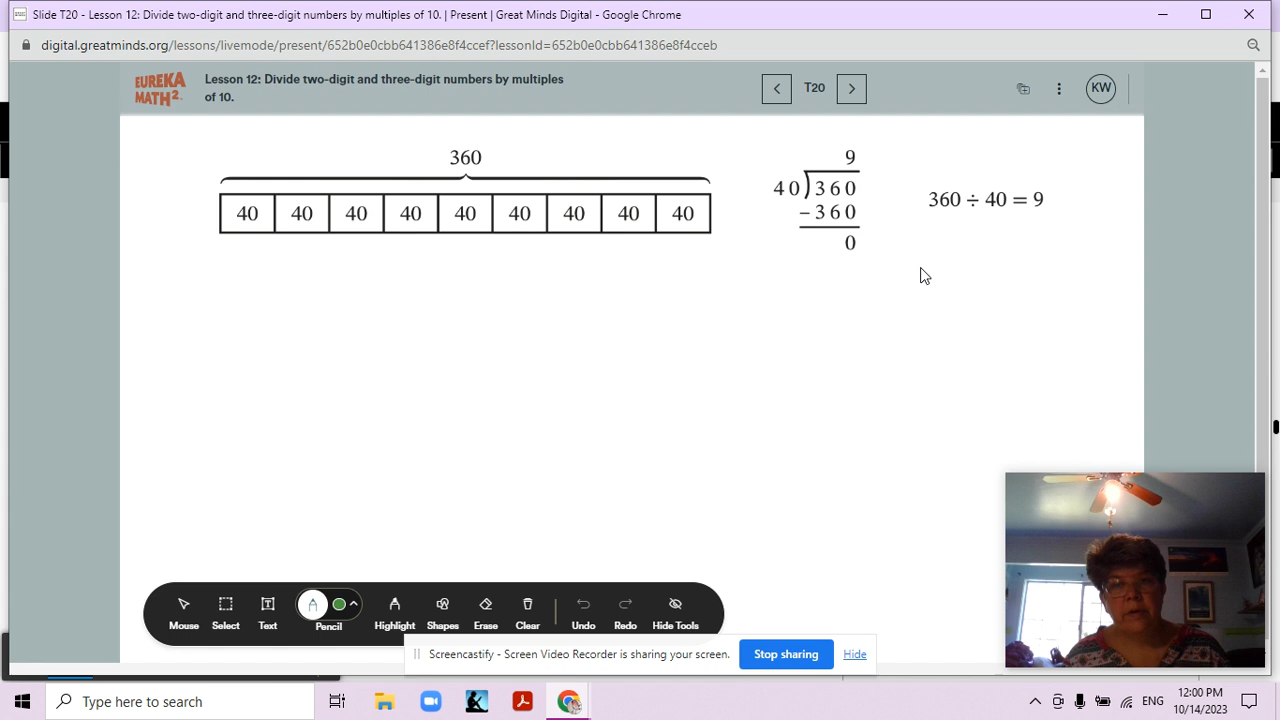 Slide T20 - Lesson 12: Divide two-digit and three-digit numbers by multiples of 10. | Present | Great Minds Digital - Google Chrome
digital.greatminds.org/lessons/livemode/present/652b0e0cbb641386e8f4ccef?lessonId=652b0e0cbb641386e8f4cceb
EUREKA
MATH²
Lesson 12: Divide two-digit and three-digit numbers by multiples
of 10.
T20
KW
360
40 40 40 40 40 40 40 40 40
9
40)360
−360
0
360 ÷ 40 = 9
Mouse Select Text Pencil Highlight Shapes Erase Clear Undo Redo Hide Tools
Screencastify - Screen Video Recorder is sharing your screen. Stop sharing Hide
Type here to search
ENG
12:00 PM
10/14/2023